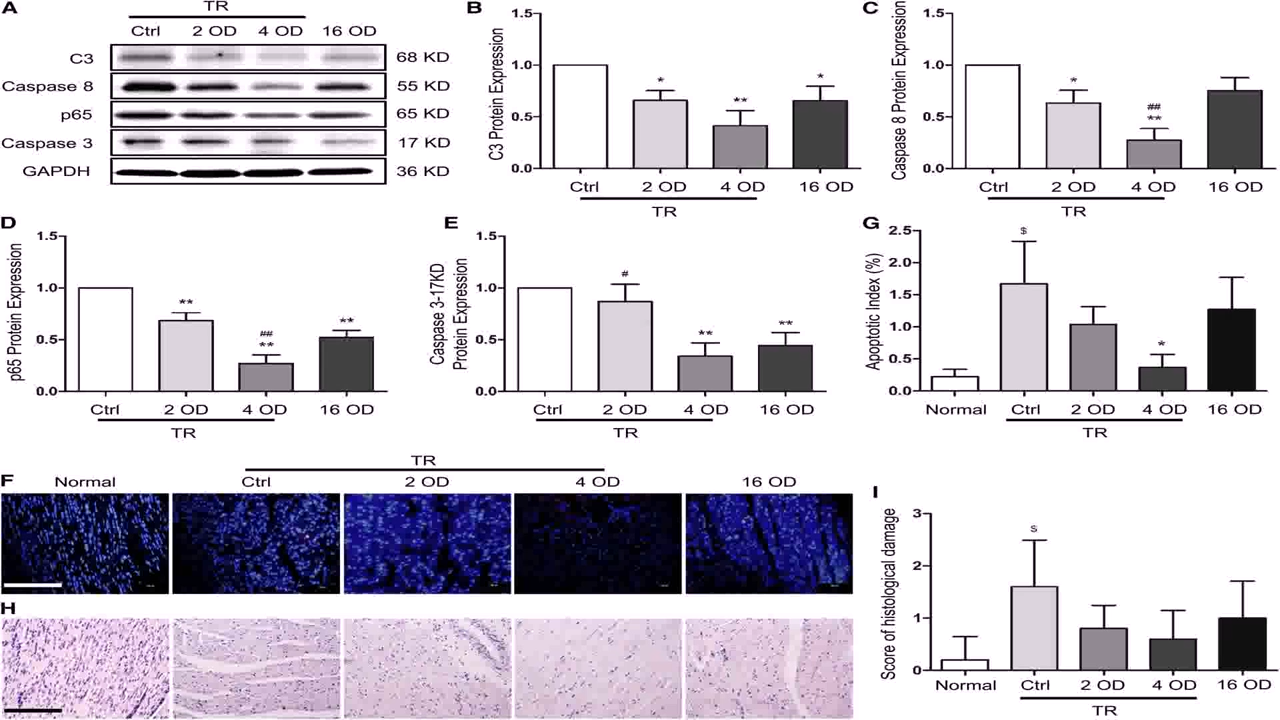 A
TR
Ctrl 2 OD 4 OD 16 OD
C3 68 KD
Caspase 8 55 KD
p65 65 KD
Caspase 3 17 KD
GAPDH 36 KD
B
C3 Protein Expression
1.5
1.0
0.5
0.0
*
**
*
Ctrl 2 OD 4 OD 16 OD
TR
C
Caspase 8 Protein Expression
1.5
1.0
0.5
0.0
*
##
**
Ctrl 2 OD 4 OD 16 OD
TR
D
p65 Protein Expression
1.5
1.0
0.5
0.0
**
##
**
**
Ctrl 2 OD 4 OD 16 OD
TR
E
Caspase 3-17KD
Protein Expression
1.5
1.0
0.5
0.0
#
**
**
Ctrl 2 OD 4 OD 16 OD
TR
G
Apoptotic Index (%)
2.5
2.0
1.5
1.0
0.5
0.0
$
*
Normal Ctrl 2 OD 4 OD 16 OD
TR
F
TR
Normal Ctrl 2 OD 4 OD 16 OD
H
I
Score of histological damage
3
2
1
0
$
Normal Ctrl 2 OD 4 OD 16 OD
TR